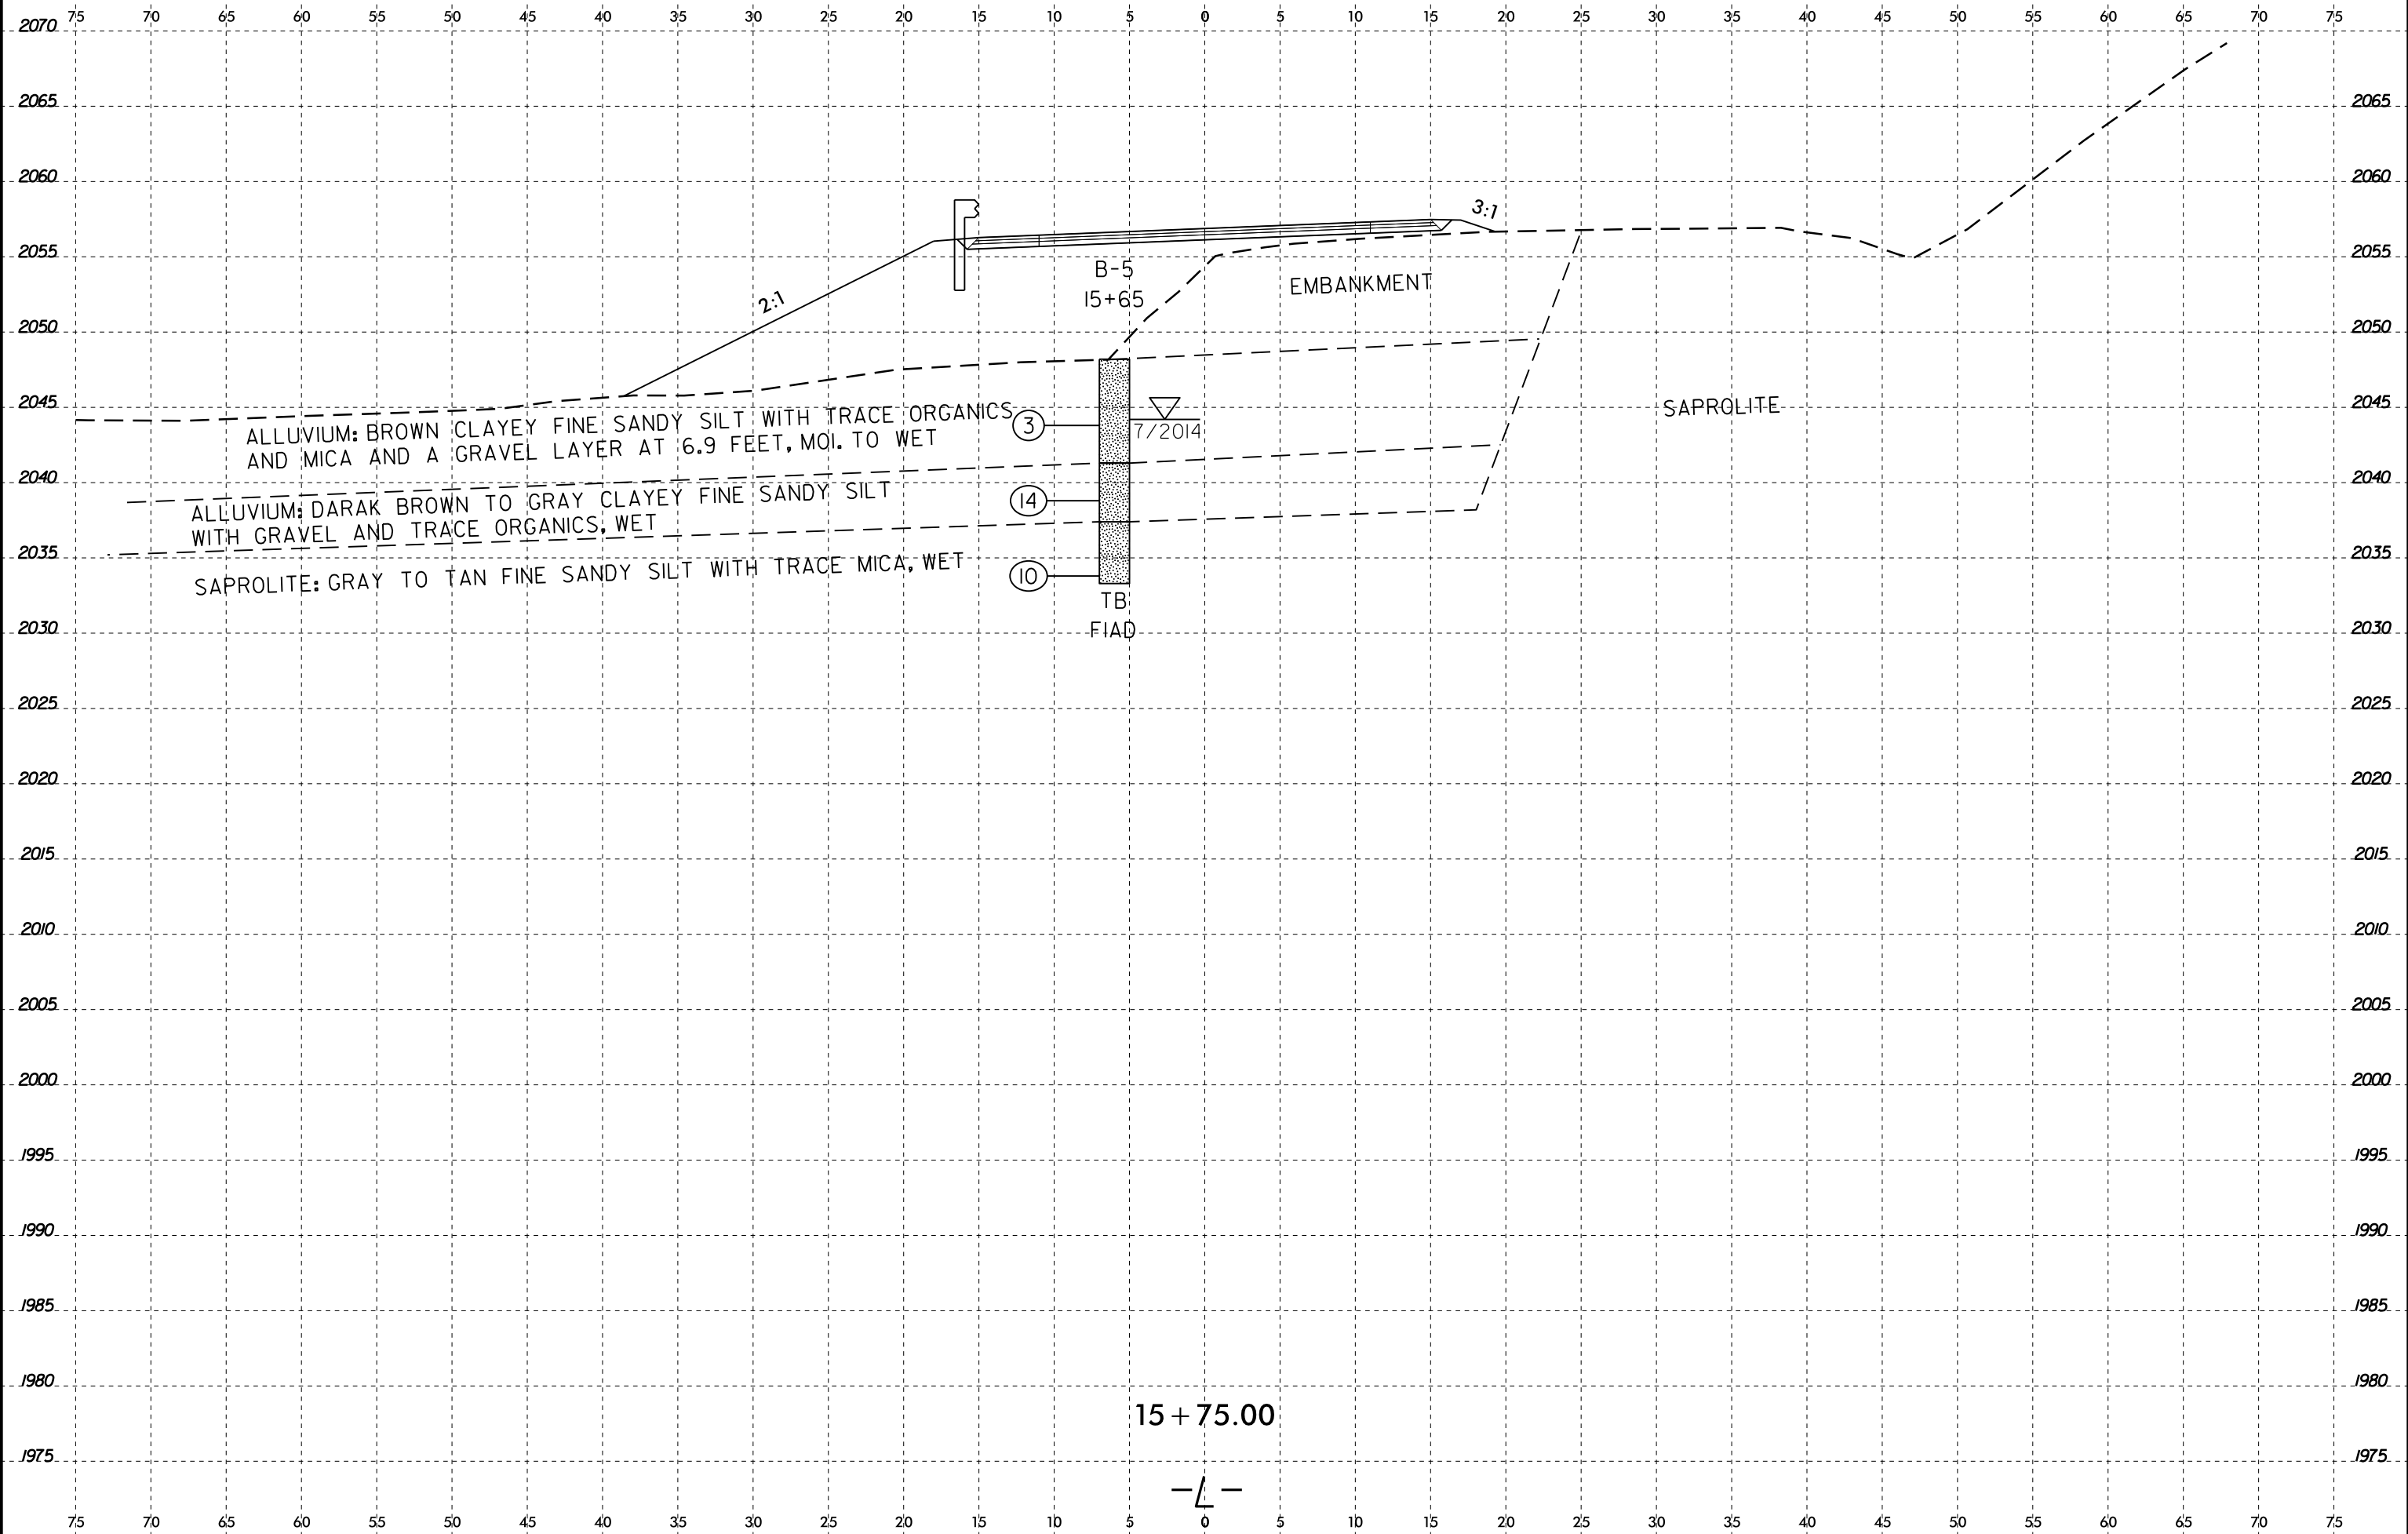 75 70 65 60 55 50 45 40 35 30 25 20 15 10 5 0 5 10 15 20 25 30 35 40 45 50 55 60 65 70 75
2070
2065 2065
2060 2060
3:1
2055 2055
B-5
EMBANKMENT
15+65
2:1
2050 2050
2045 SAPROLITE 2045
ALLUVIUM: BROWN CLAYEY FINE SANDY SILT WITH TRACE ORGANICS 3 7/2014
AND MICA AND A GRAVEL LAYER AT 6.9 FEET, MOI. TO WET
2040 2040
ALLUVIUM: DARAK BROWN TO GRAY CLAYEY FINE SANDY SILT 14
WITH GRAVEL AND TRACE ORGANICS, WET
2035 2035
SAPROLITE: GRAY TO TAN FINE SANDY SILT WITH TRACE MICA, WET 10
TB
FIAD
2030 2030
2025 2025
2020 2020
2015 2015
2010 2010
2005 2005
2000 2000
1995 1995
1990 1990
1985 1985
1980 1980
15+75.00
1975 1975
-L-
75 70 65 60 55 50 45 40 35 30 25 20 15 10 5 0 5 10 15 20 25 30 35 40 45 50 55 60 65 70 75